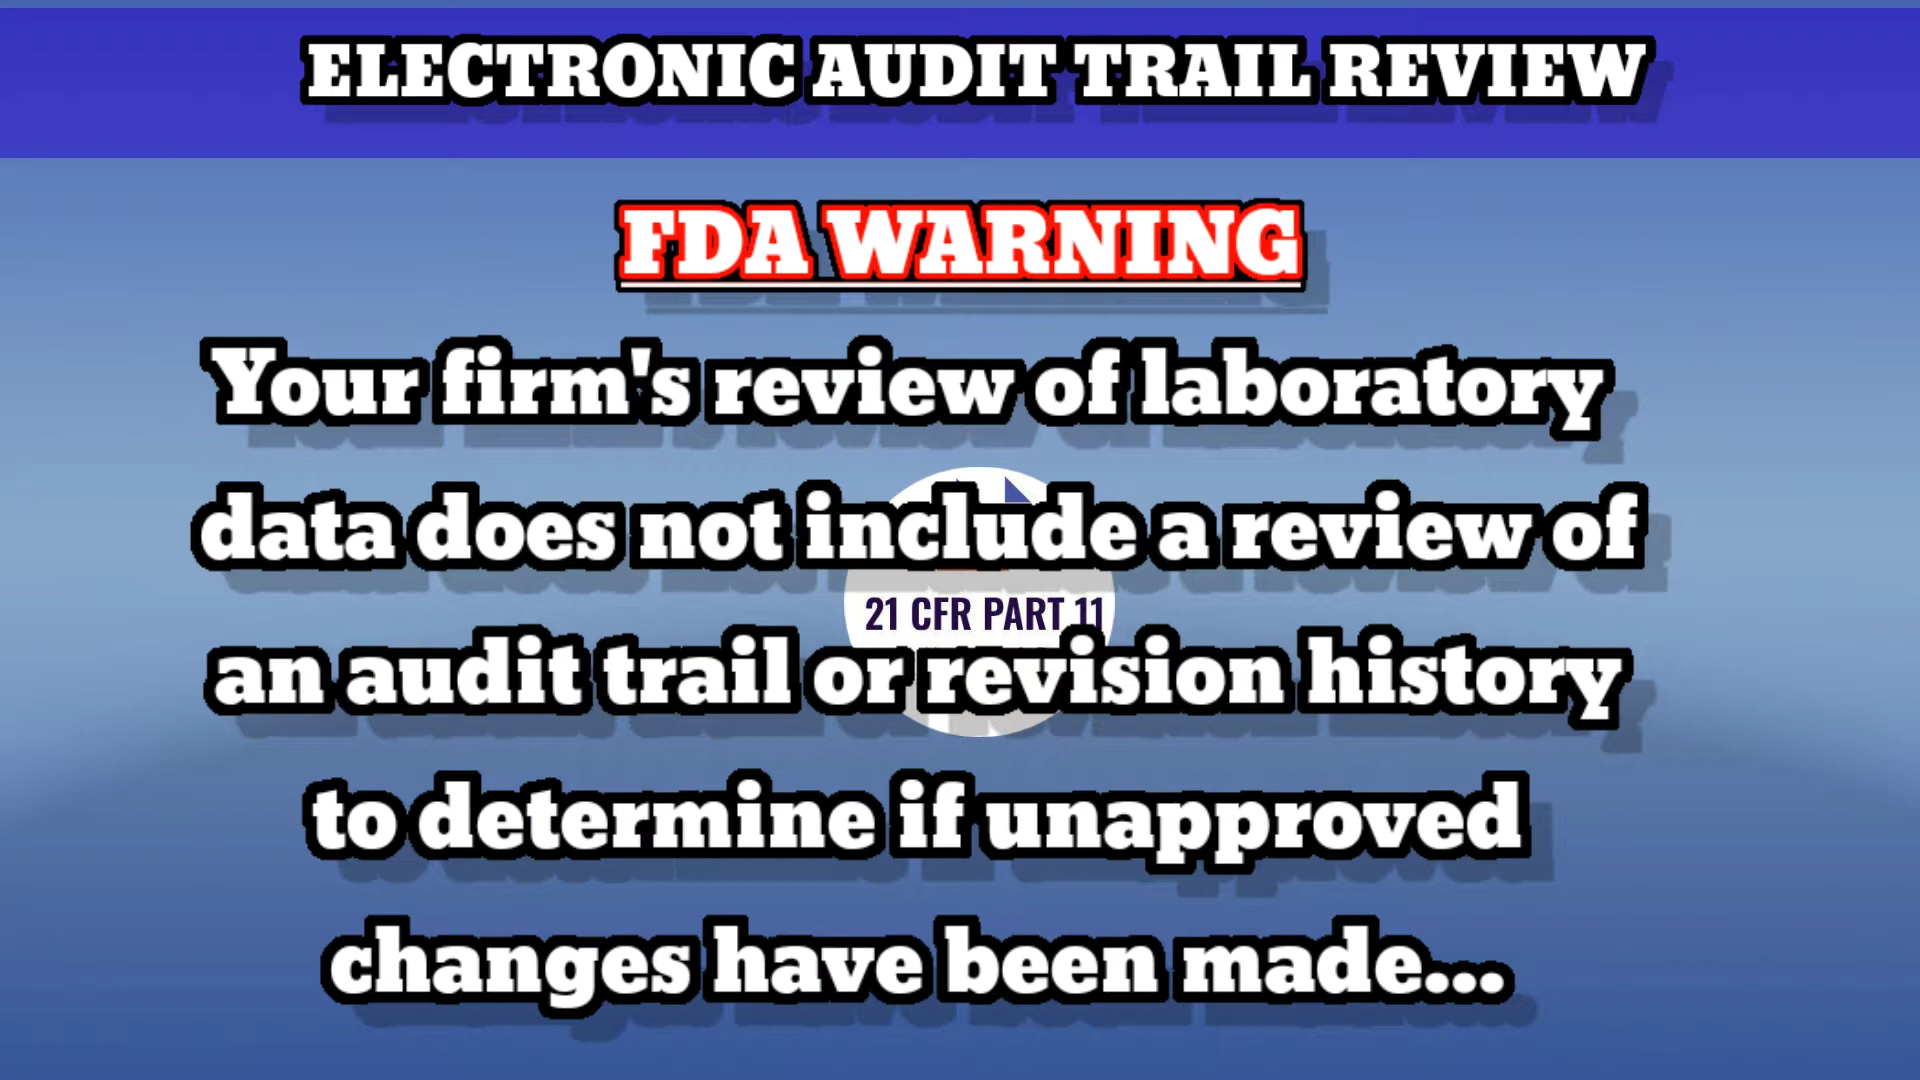 ELECTRONIC AUDIT TRAIL REVIEW
FDA WARNING
Your firm's review of laboratory
data does not include a review of
21 CFR PART 11
an audit trail or revision history
to determine if unapproved
changes have been made...